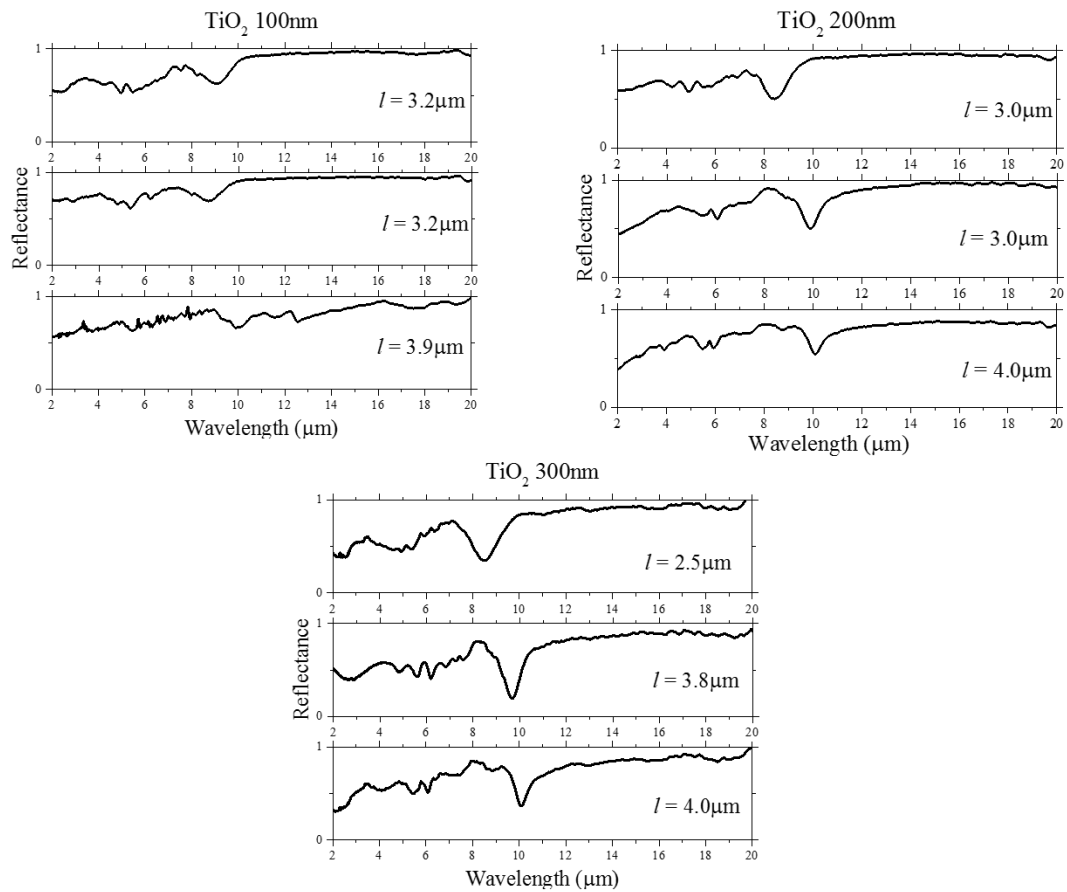 TiO2 100nm
1
l = 3.2μm
0
2 4 6 8 10 12 14 16 18 20
1
l = 3.2μm
0
2 4 6 8 10 12 14 16 18 20
1
l = 3.9μm
0
2 4 6 8 10 12 14 16 18 20
Reflectance
Wavelength (μm)
TiO2 200nm
1
l = 3.0μm
0
2 4 6 8 10 12 14 16 18 20
1
l = 3.0μm
0
2 4 6 8 10 12 14 16 18 20
1
l = 4.0μm
0
2 4 6 8 10 12 14 16 18 20
Reflectance
Wavelength (μm)
TiO2 300nm
1
l = 2.5μm
0
2 4 6 8 10 12 14 16 18 20
1
l = 3.8μm
0
2 4 6 8 10 12 14 16 18 20
1
l = 4.0μm
0
2 4 6 8 10 12 14 16 18 20
Reflectance
Wavelength (μm)